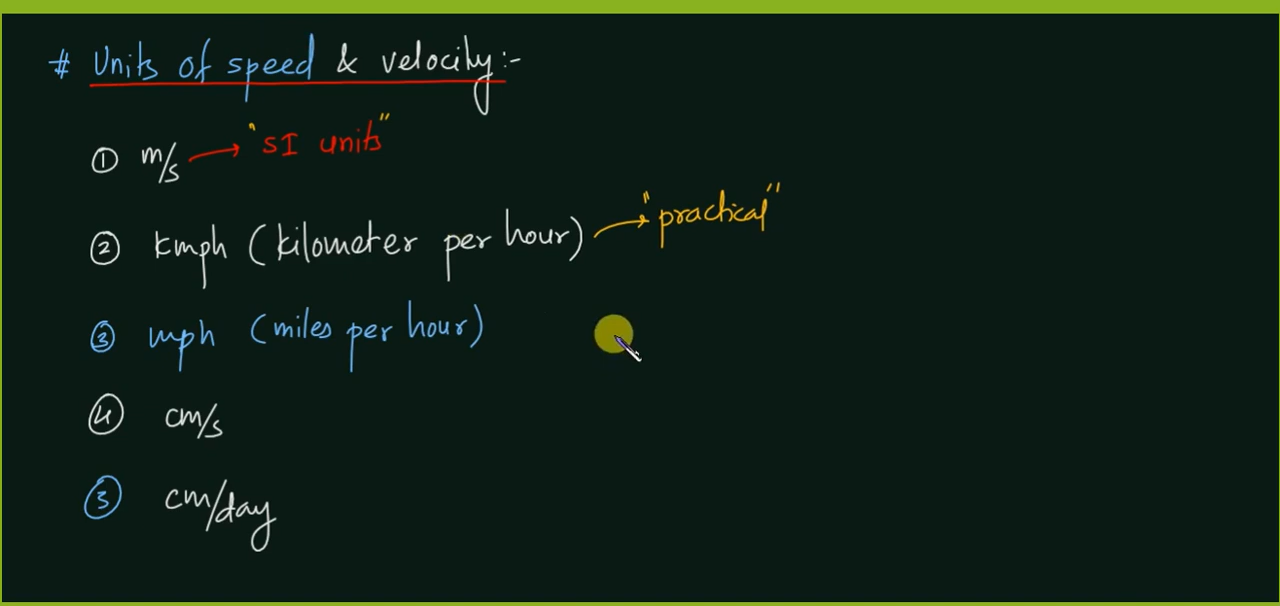 # Units of speed & velocity:-
① m/s → "SI units"
② kmph (kilometer per hour) → "practical"
③ mph (miles per hour)
④ cm/s
⑤ cm/day